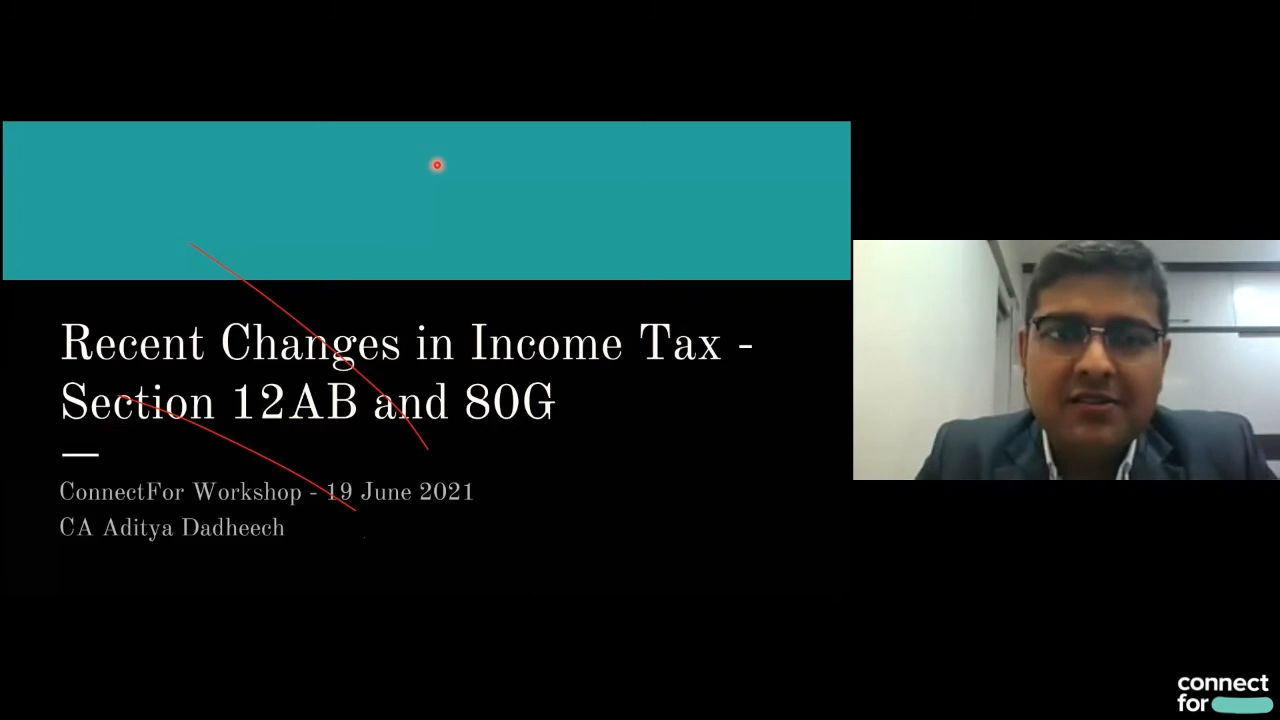 Recent Changes in Income Tax -
Section 12AB and 80G
ConnectFor Workshop - 19 June 2021
CA Aditya Dadheech
connect
for